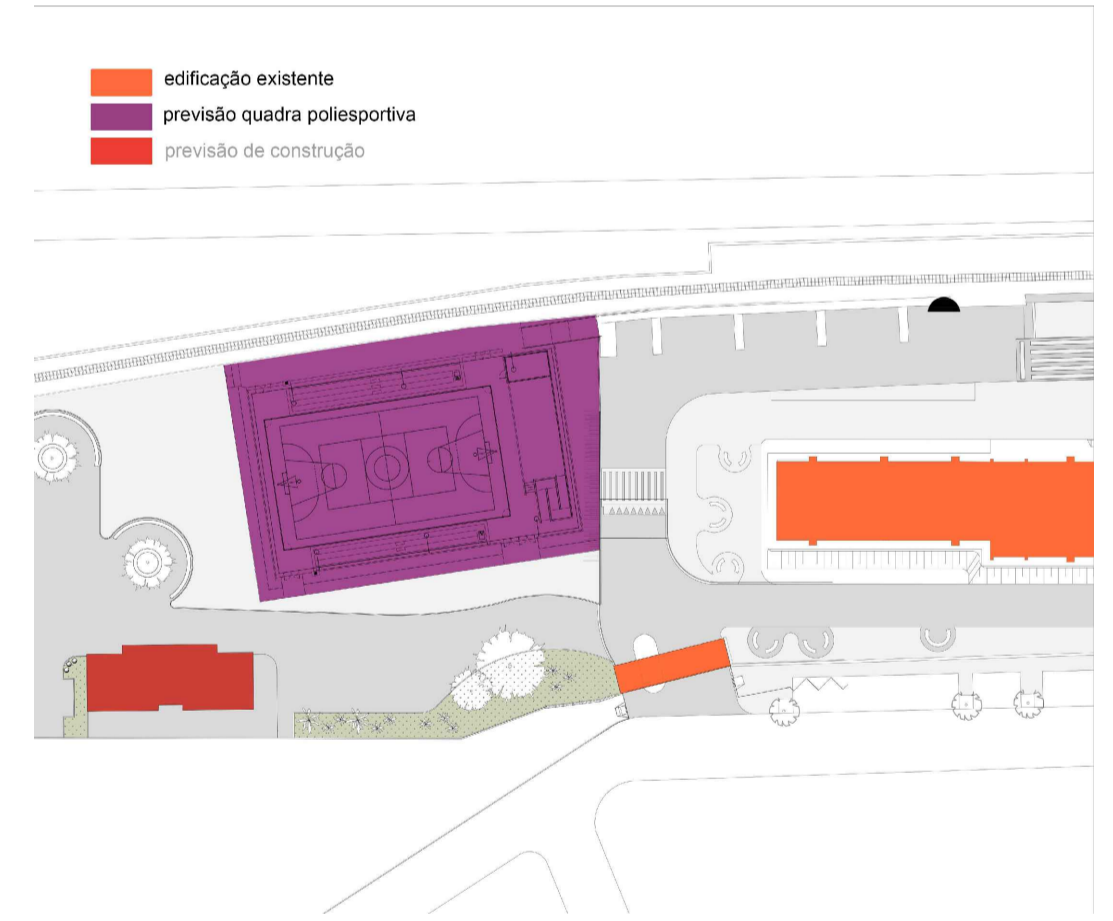 edificação existente
previsão quadra poliesportiva
previsão de construção